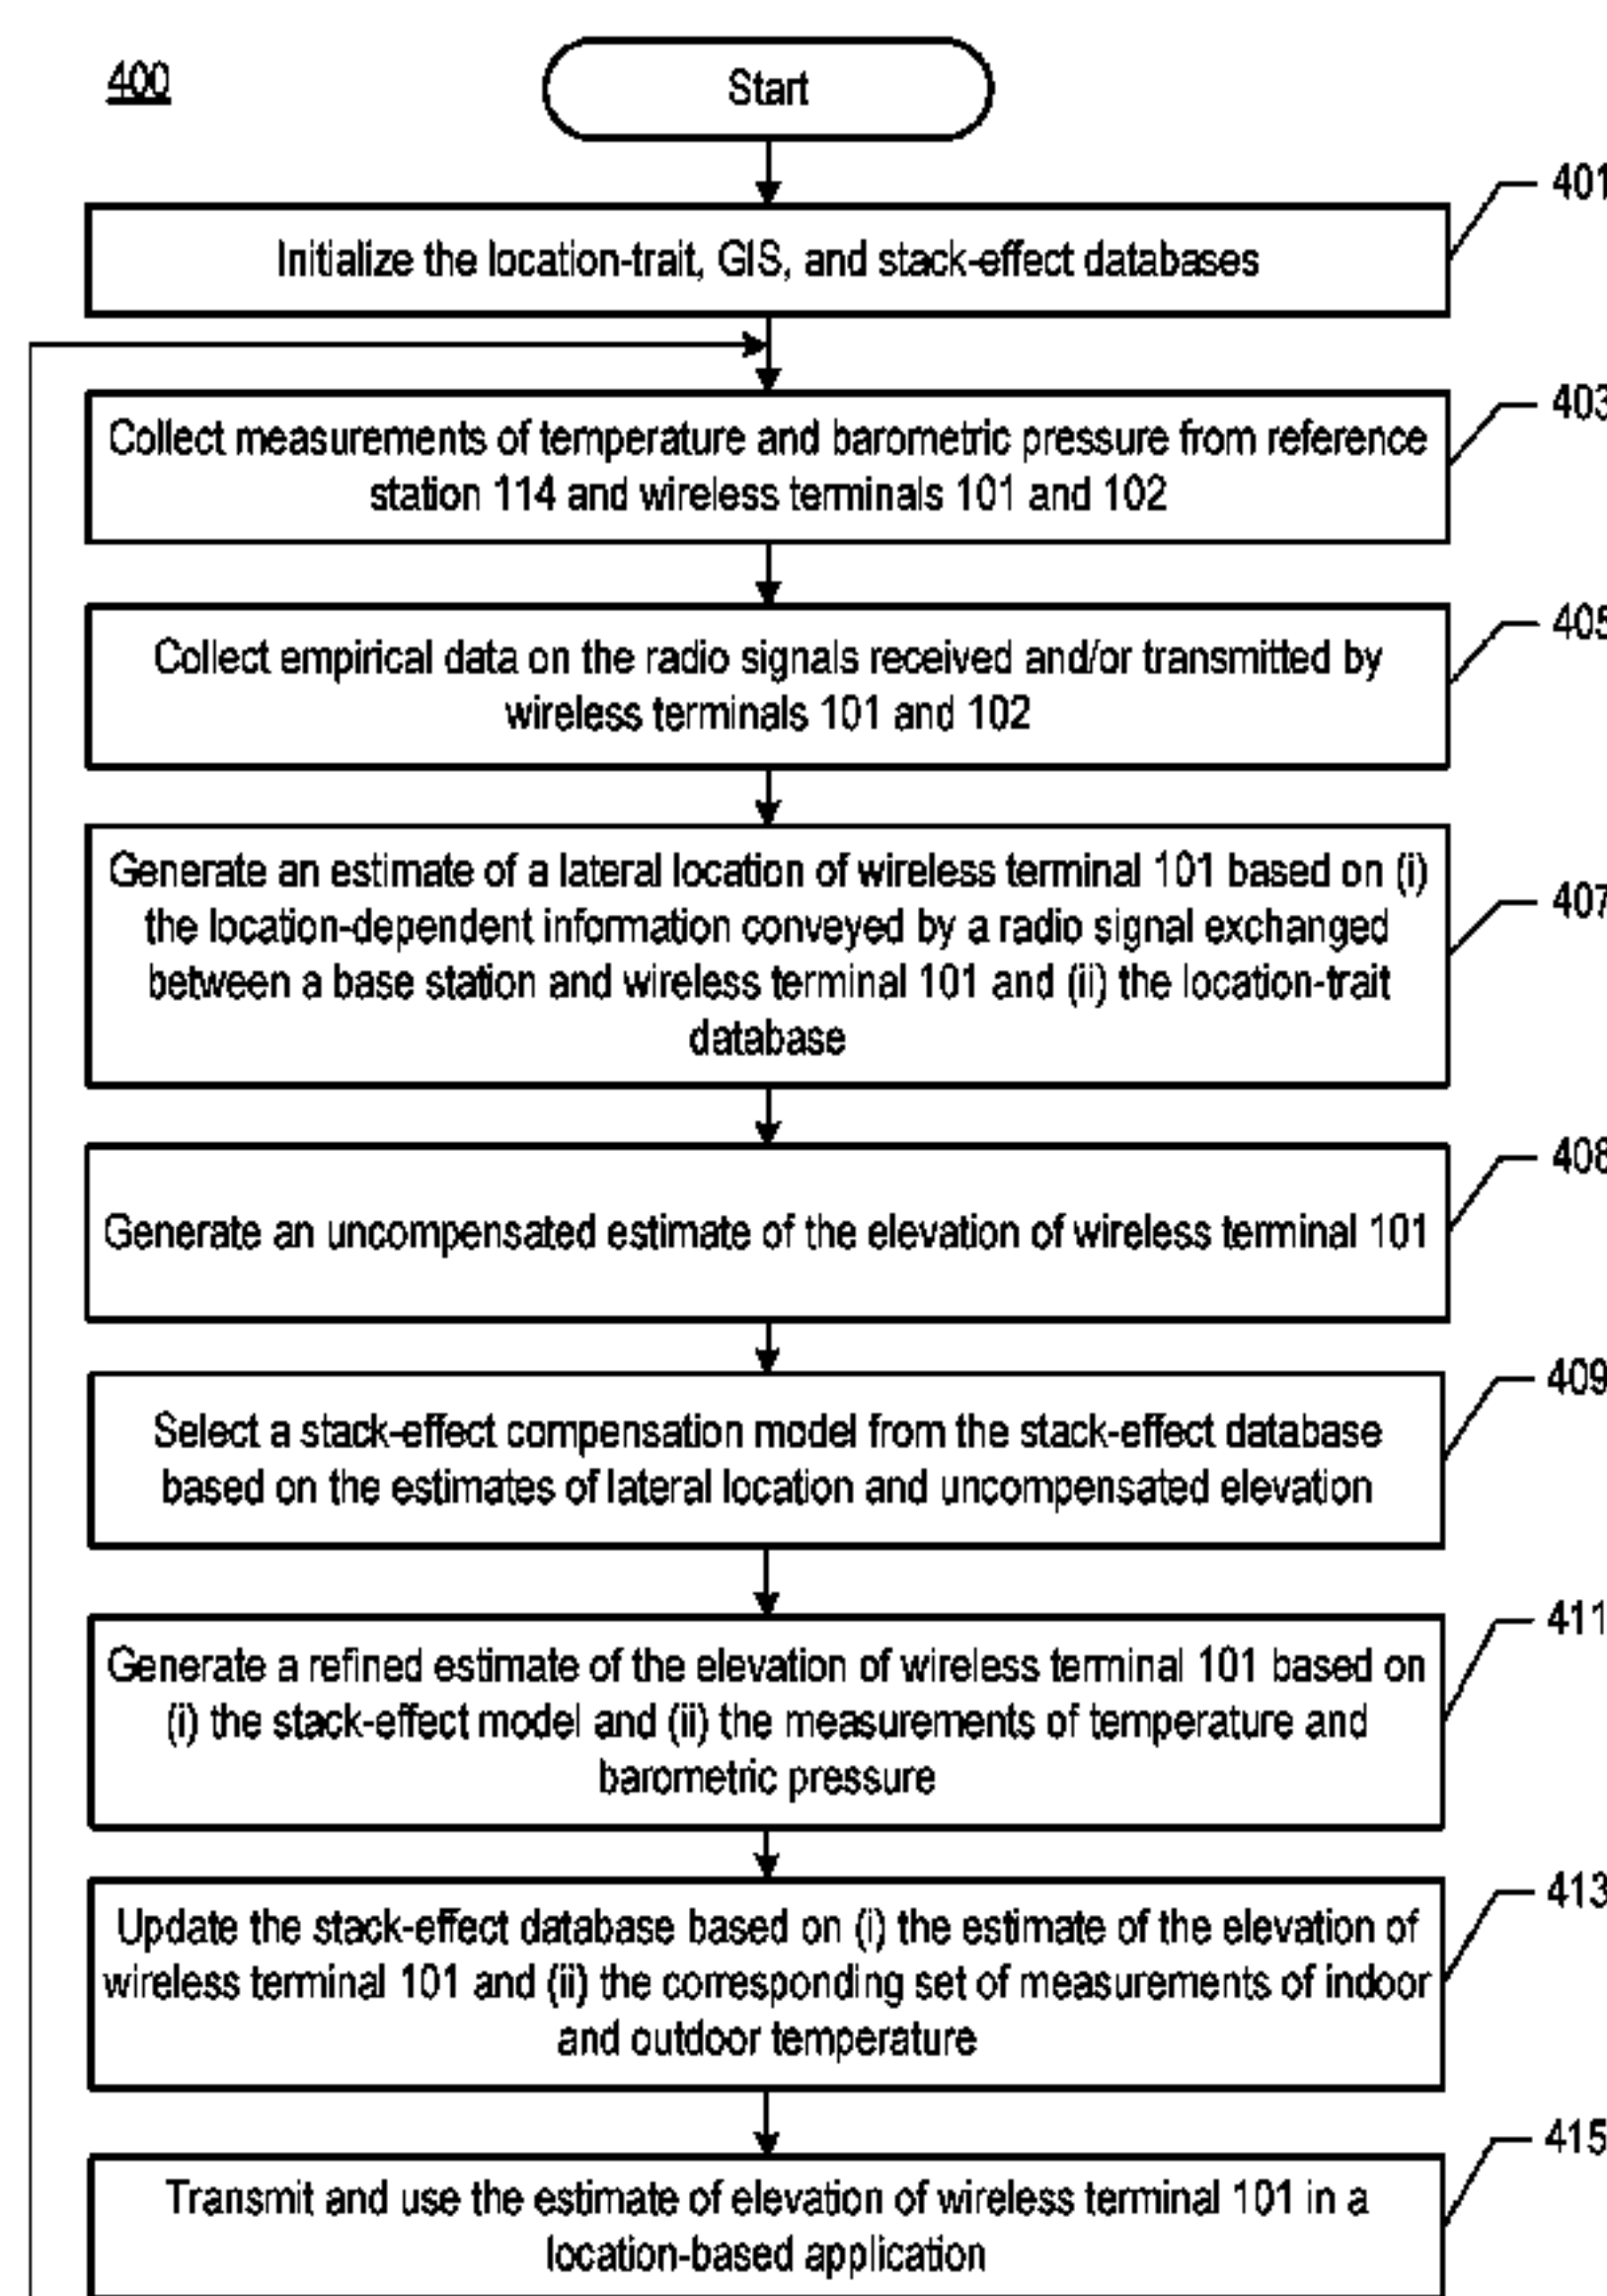 400
Start
401
Initialize the location-trait, GIS, and stack-effect databases
403
Collect measurements of temperature and barometric pressure from reference
station 114 and wireless terminals 101 and 102
405
Collect empirical data on the radio signals received and/or transmitted by
wireless terminals 101 and 102
407
Generate an estimate of a lateral location of wireless terminal 101 based on (i)
the location-dependent information conveyed by a radio signal exchanged
between a base station and wireless terminal 101 and (ii) the location-trait
database
408
Generate an uncompensated estimate of the elevation of wireless terminal 101
409
Select a stack-effect compensation model from the stack-effect database
based on the estimates of lateral location and uncompensated elevation
411
Generate a refined estimate of the elevation of wireless terminal 101 based on
(i) the stack-effect model and (ii) the measurements of temperature and
barometric pressure
413
Update the stack-effect database based on (i) the estimate of the elevation of
wireless terminal 101 and (ii) the corresponding set of measurements of indoor
and outdoor temperature
415
Transmit and use the estimate of elevation of wireless terminal 101 in a
location-based application